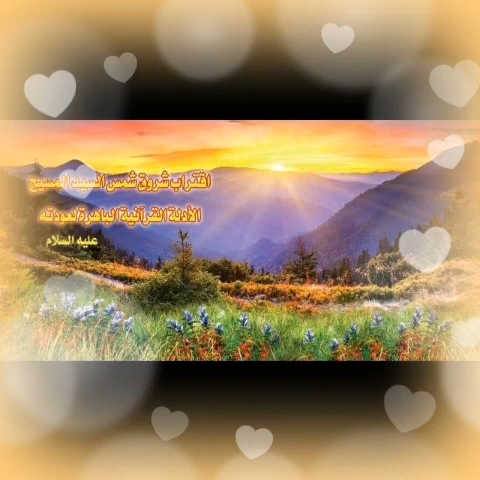 اقتراب شروق شمس السيد المسيح
الأدلة القرآنية الباهرة لعودته
عليه السلام